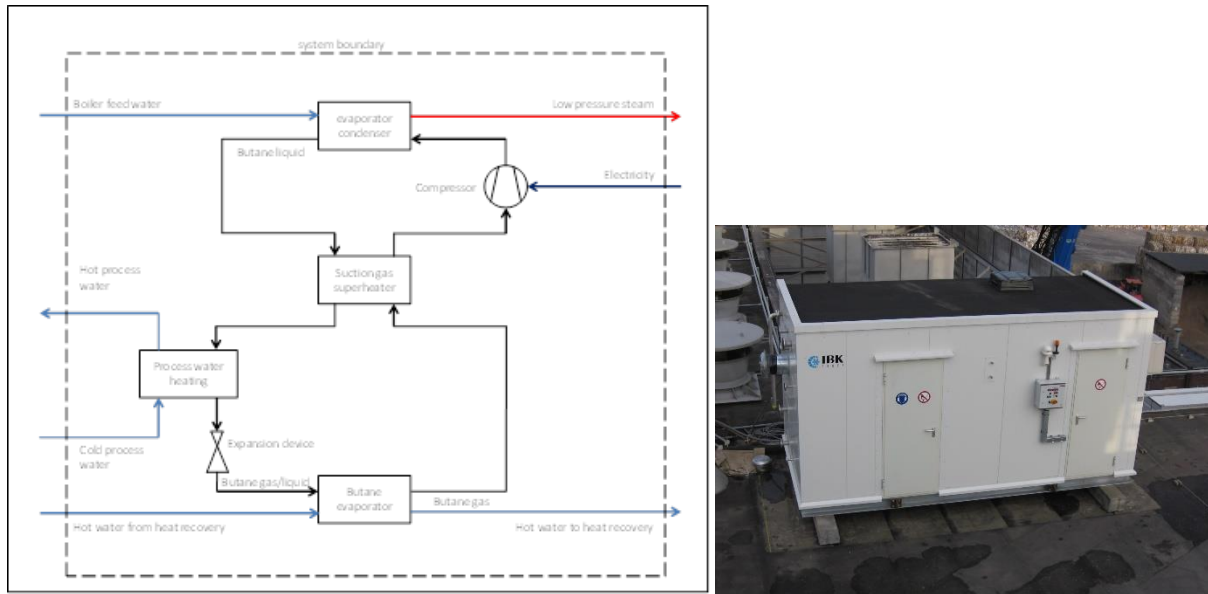 system boundary
Boiler feed water
Low pressure steam
evaporator
condenser
Butane liquid
Compressor
Electricity
Hot process
water
Suction gas
superheater
Process water
heating
Expansion device
Cold process
water
Butane gas/liquid
Butane
evaporator
Butane gas
Hot water from heat recovery
Hot water to heat recovery
IBK